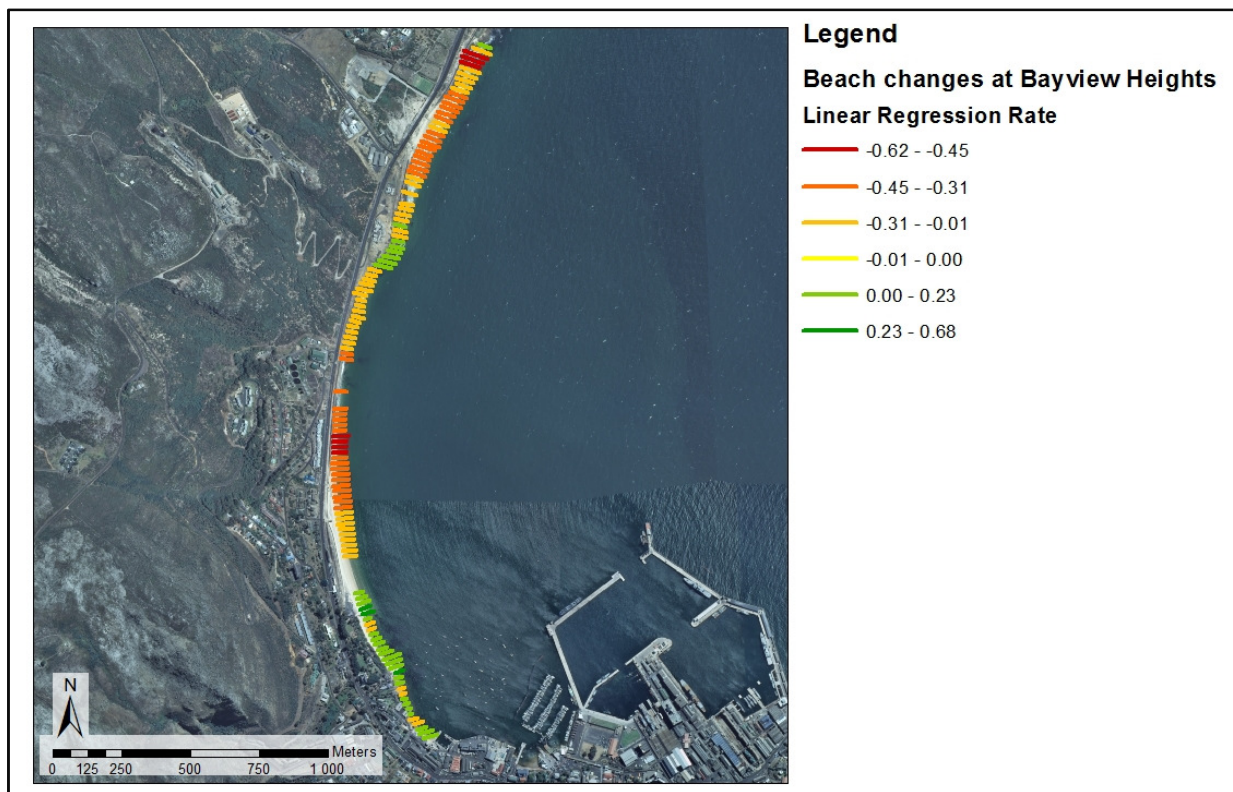 Legend
Beach changes at Bayview Heights
Linear Regression Rate
-0.62 - -0.45
-0.45 - -0.31
-0.31 - -0.01
-0.01 - 0.00
0.00 - 0.23
0.23 - 0.68
N
Meters
0 125 250 500 750 1 000